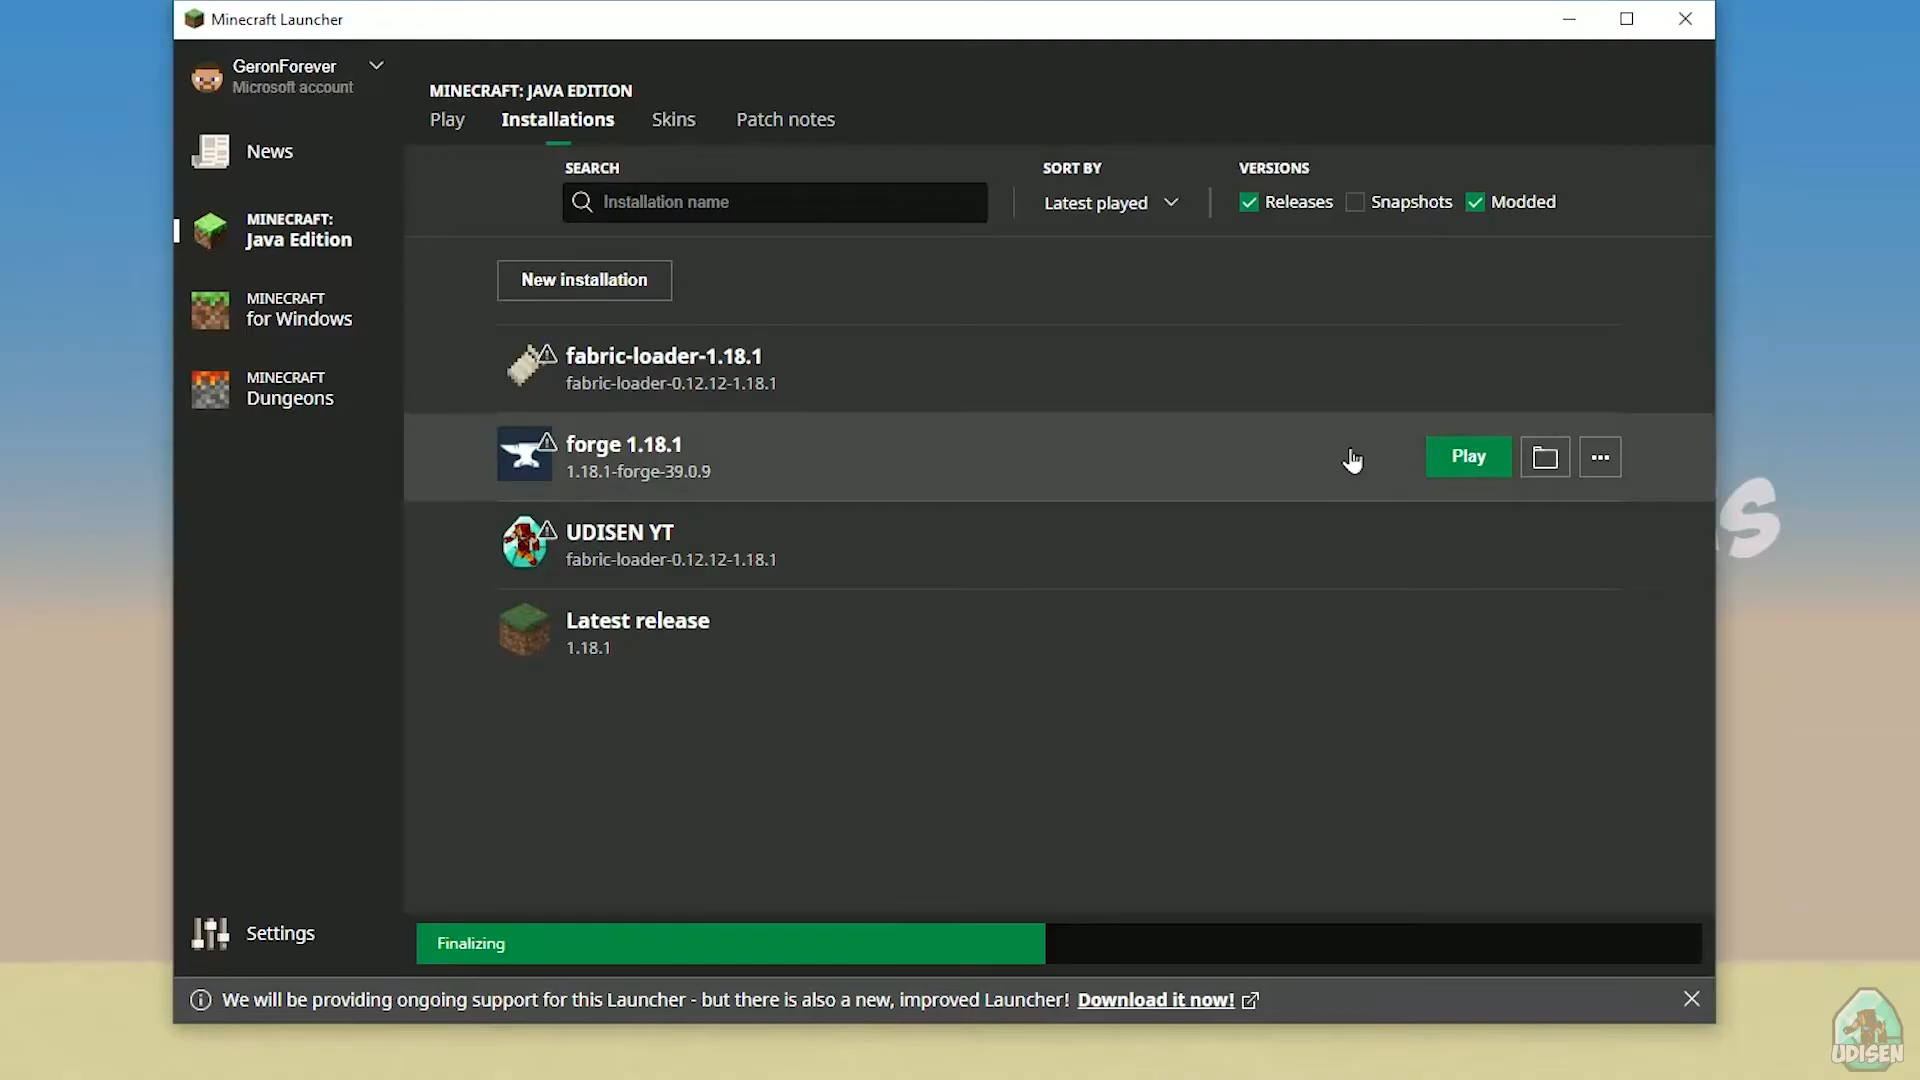 Minecraft Launcher
GeronForever
Microsoft account
News
MINECRAFT:
Java Edition
MINECRAFT
for Windows
MINECRAFT
Dungeons
Settings
MINECRAFT: JAVA EDITION
Play Installations Skins Patch notes
SEARCH SORT BY VERSIONS
Installation name Latest played Releases Snapshots Modded
New installation
fabric-loader-1.18.1
fabric-loader-0.12.12-1.18.1
forge 1.18.1
1.18.1-forge-39.0.9
Play ...
UDISEN YT
fabric-loader-0.12.12-1.18.1
Latest release
1.18.1
Finalizing
We will be providing ongoing support for this Launcher - but there is also a new, improved Launcher! Download it now!
UDISEN